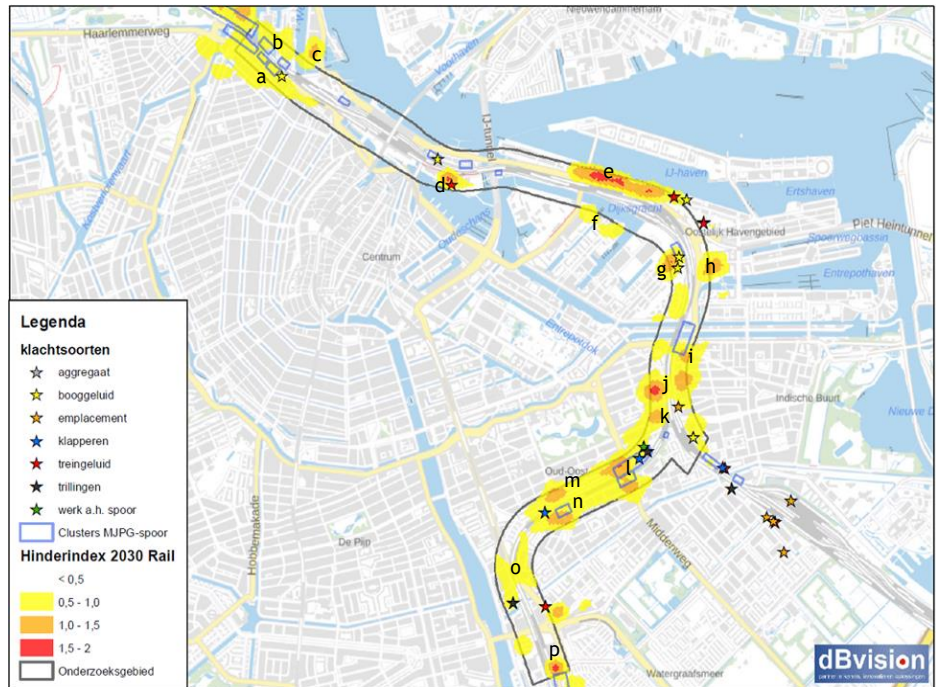 Nieuwendammerham
Haarlemmerweg
b
c
a
Voorhaven
IJ-tunnel
e
IJ-haven
Ertshaven
d
Dijksgracht
f
Oostelijk Havengebied
Piet Heintunnel
Oosterdok
Spoorwegbassin
Centrum
g
h
Entrepothaven
Entrepotdok
i
Legenda
klachtsoorten
aggregaat
booggeluid
emplacement
klapperen
treingeluid
trillingen
werk a.h. spoor
Clusters MJPG-spoor
Hinderindex 2030 Rail
< 0,5
0,5 - 1,0
1,0 - 1,5
1,5 - 2
Onderzoeksgebied
j
Indische Buurt
k
Nieuwe D
Oud-Oost
l
m
n
Hobbemakade
De Pijp
Middenweg
o
p
Watergraafsmeer
dBvision